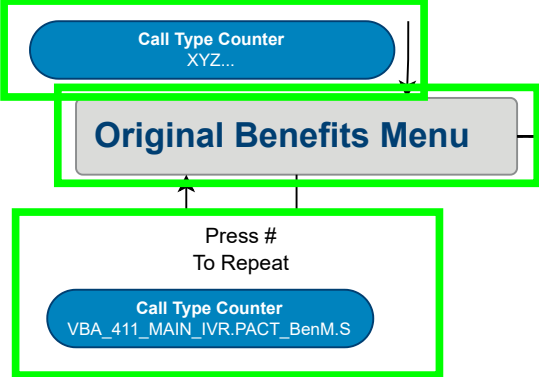 Call Type Counter
XYZ...
Original Benefits Menu
Press #
To Repeat
Call Type Counter
VBA_411_MAIN_IVR.PACT_BenM.S